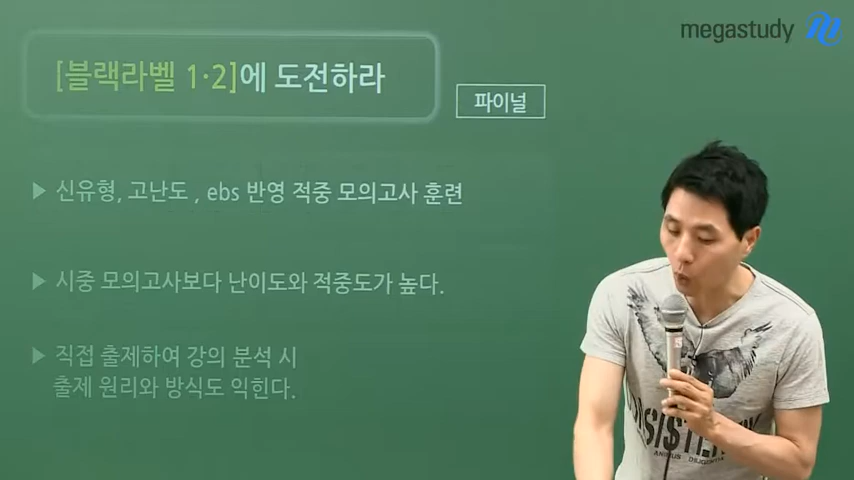 megastudy
[블랙라벨 1·2]에 도전하라
파이널
▶ 신유형, 고난도 , ebs 반영 적중 모의고사 훈련
▶ 시중 모의고사보다 난이도와 적중도가 높다.
▶ 직접 출제하여 강의 분석 시
출제 원리와 방식도 익힌다.